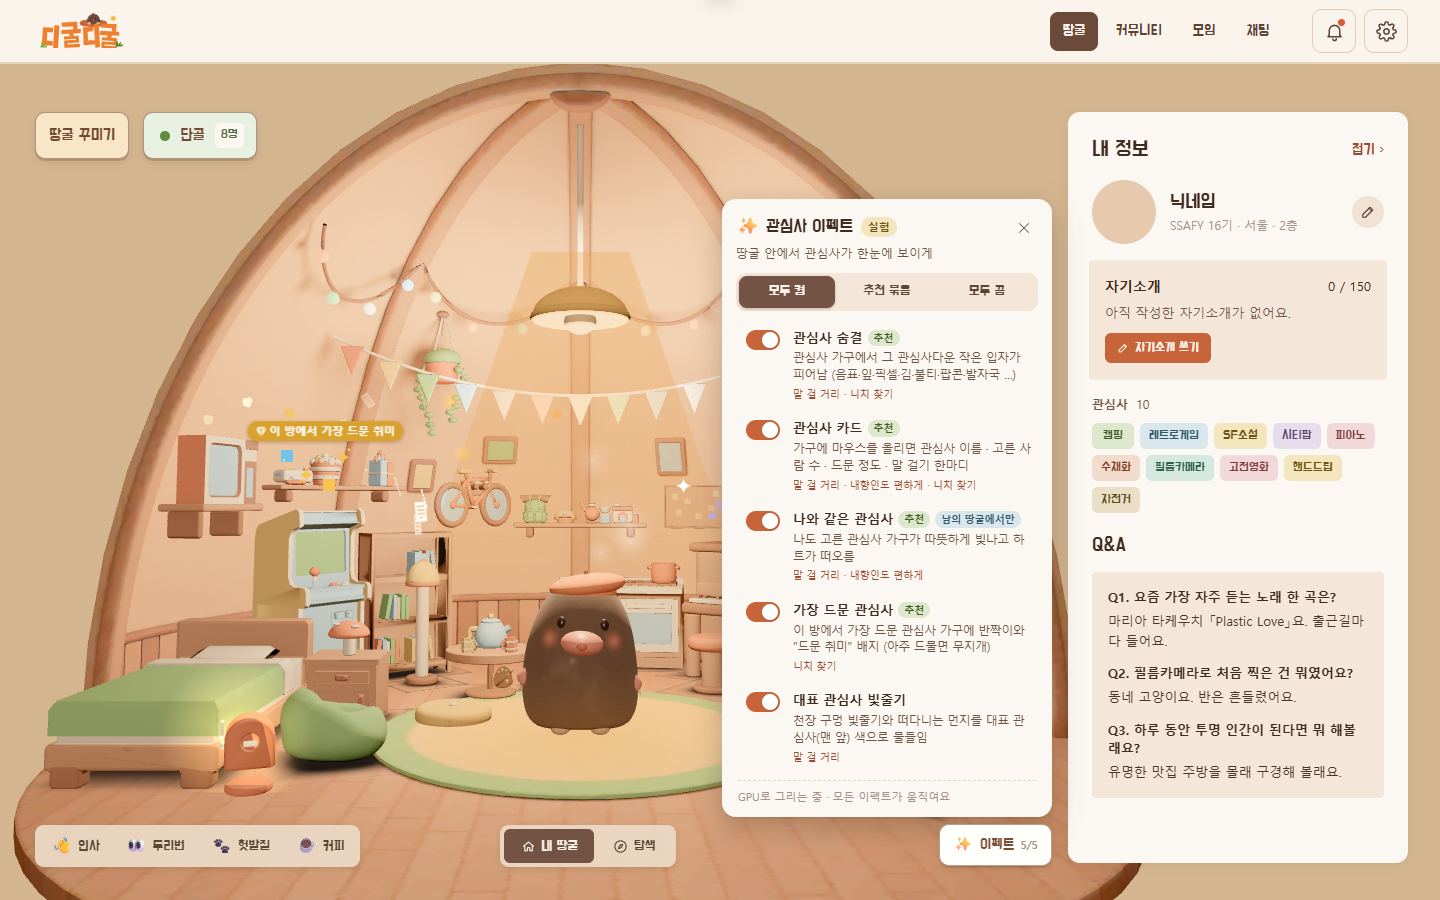 디굴디굴
땅굴
커뮤니티
모임
채팅
땅굴 꾸미기
단골 8명
이 방에서 가장 드문 취미
관심사 이펙트 실험
땅굴 안에서 관심사가 한눈에 보이게
모두 켬
추천 묶음
모두 끔
관심사 숨결 추천
관심사 가구에서 그 관심사다운 작은 입자가
피어남 (음표·잎·픽셀·김·불티·팝콘·발자국 …)
말 걸 거리 · 니치 찾기
관심사 카드 추천
가구에 마우스를 올리면 관심사 이름 · 고른 사
람 수 · 드문 정도 · 말 걸기 한마디
말 걸 거리 · 내향인도 편하게 · 니치 찾기
나와 같은 관심사 추천 남의 땅굴에서만
나도 고른 관심사 가구가 따뜻하게 빛나고 하
트가 떠오름
말 걸 거리 · 내향인도 편하게
가장 드문 관심사 추천
이 방에서 가장 드문 관심사 가구에 반짝이와
"드문 취미" 배지 (아주 드물면 무지개)
니치 찾기
대표 관심사 빛줄기
천장 구멍 빛줄기와 떠다니는 먼지를 대표 관
심사(맨 앞) 색으로 물들임
말 걸 거리
GPU로 그리는 중 · 모든 이펙트가 움직여요
내 정보
접기 ›
닉네임
SSAFY 16기 · 서울 · 2층
자기소개 0 / 150
아직 작성한 자기소개가 없어요.
자기소개 쓰기
관심사 10
캠핑 레트로게임 SF소설 시티팝 피아노
수채화 필름카메라 고전영화 핸드드립
자전거
Q&A
Q1. 요즘 가장 자주 듣는 노래 한 곡은?
마리아 타케우치 「Plastic Love」요. 출근길마
다 들어요.
Q2. 필름카메라로 처음 찍은 건 뭐였어요?
동네 고양이요. 반은 흔들렸어요.
Q3. 하루 동안 투명 인간이 된다면 뭐 해볼
래요?
유명한 맛집 주방을 몰래 구경해 볼래요.
인사
두리번
헛발질
커피
내 땅굴
탐색
이펙트 5/5